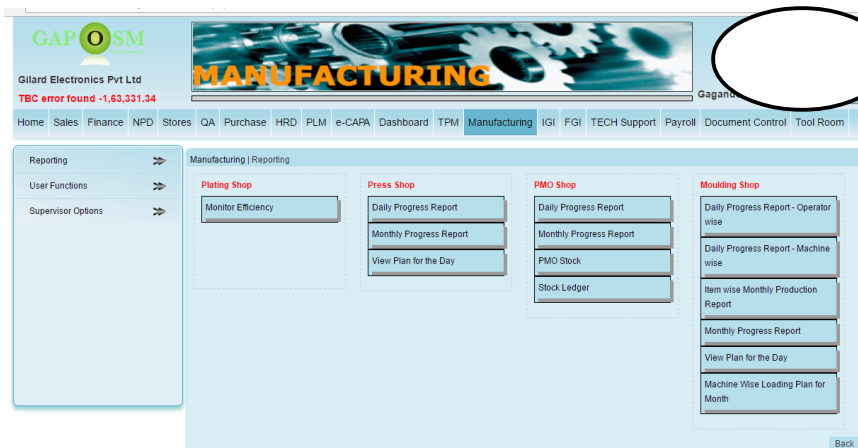 GAP O SM
Gilard Electronics Pvt Ltd
TBC error found -1,63,331.34
MANUFACTURING
Home Sales Finance NPD Stores QA Purchase HRD PLM e-CAPA Dashboard TPM Manufacturing IGI FGI TECH Support Payroll Document Control Tool Room
Reporting
User Functions
Supervisor Options
Manufacturing | Reporting
Plating Shop
Monitor Efficiency
Press Shop
Daily Progress Report
Monthly Progress Report
View Plan for the Day
PMO Shop
Daily Progress Report
Monthly Progress Report
PMO Stock
Stock Ledger
Moulding Shop
Daily Progress Report - Operator
wise
Daily Progress Report - Machine
wise
Item wise Monthly Production
Report
Monthly Progress Report
View Plan for the Day
Machine Wise Loading Plan for
Month
Back